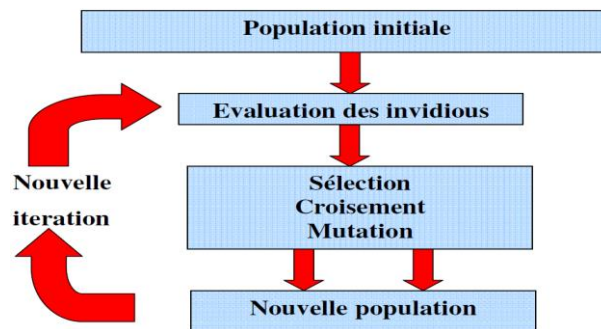 Population initiale
Evaluation des invidious
Nouvelle
iteration
Sélection
Croisement
Mutation
Nouvelle population